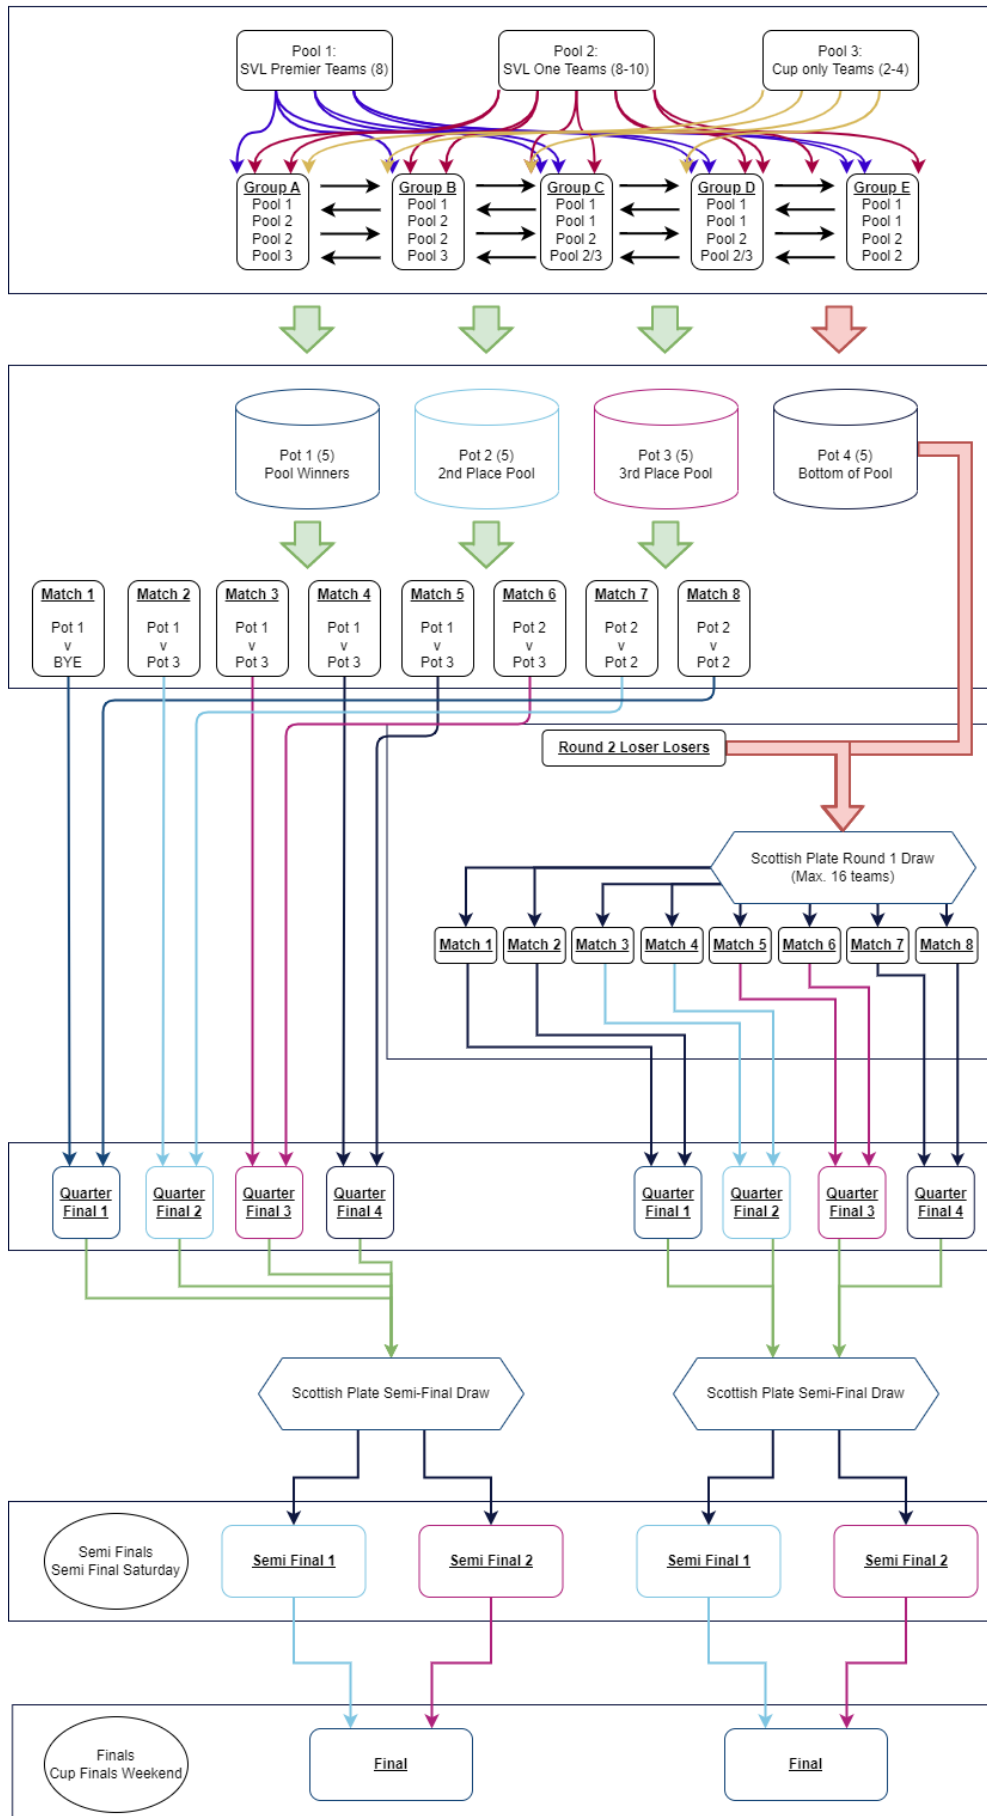 Pool 1:
SVL Premier Teams (8)
Pool 2:
SVL One Teams (8-10)
Pool 3:
Cup only Teams (2-4)
Group A
Pool 1
Pool 2
Pool 2
Pool 3
Group B
Pool 1
Pool 2
Pool 2
Pool 3
Group C
Pool 1
Pool 1
Pool 2
Pool 2/3
Group D
Pool 1
Pool 1
Pool 2
Pool 2/3
Group E
Pool 1
Pool 1
Pool 2
Pool 2
Pot 1 (5)
Pool Winners
Pot 2 (5)
2nd Place Pool
Pot 3 (5)
3rd Place Pool
Pot 4 (5)
Bottom of Pool
Match 1
Pot 1
v
BYE
Match 2
Pot 1
v
Pot 3
Match 3
Pot 1
v
Pot 3
Match 4
Pot 1
v
Pot 3
Match 5
Pot 1
v
Pot 3
Match 6
Pot 2
v
Pot 3
Match 7
Pot 2
v
Pot 2
Match 8
Pot 2
v
Pot 2
Round 2 Loser Losers
Scottish Plate Round 1 Draw
(Max. 16 teams)
Match 1
Match 2
Match 3
Match 4
Match 5
Match 6
Match 7
Match 8
Quarter
Final 1
Quarter
Final 2
Quarter
Final 3
Quarter
Final 4
Quarter
Final 1
Quarter
Final 2
Quarter
Final 3
Quarter
Final 4
Scottish Plate Semi-Final Draw
Scottish Plate Semi-Final Draw
Semi Finals
Semi Final Saturday
Semi Final 1
Semi Final 2
Semi Final 1
Semi Final 2
Finals
Cup Finals Weekend
Final
Final